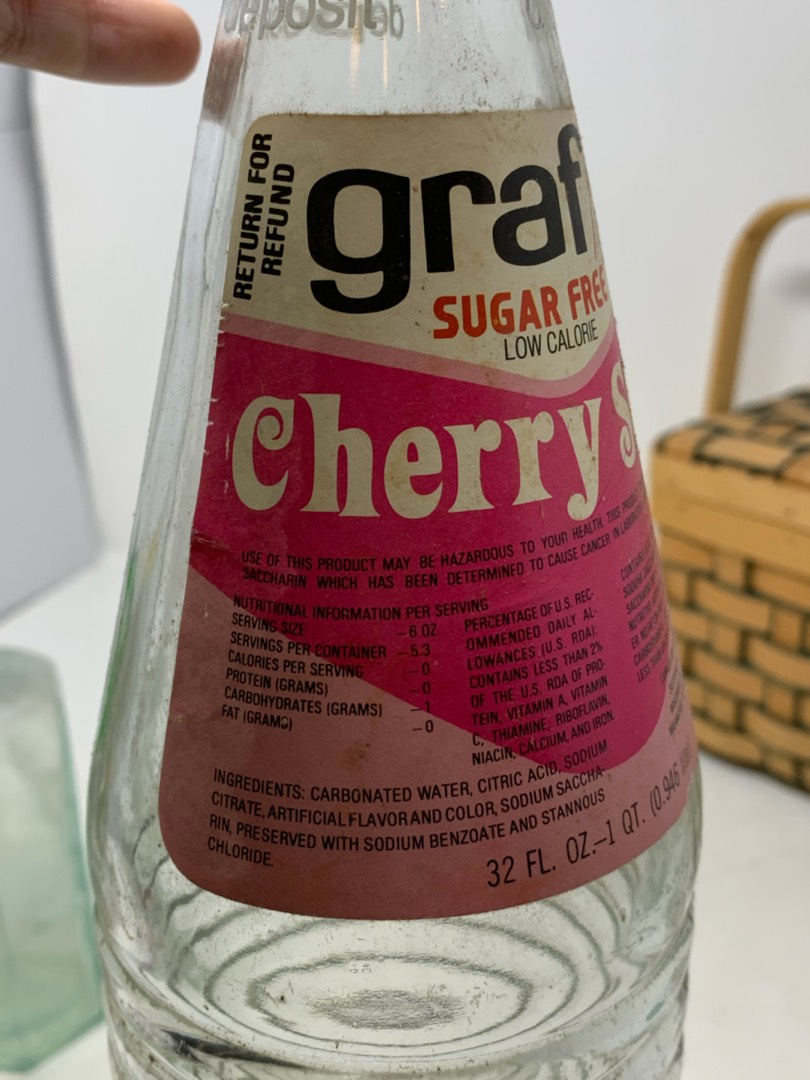 deposit
RETURN FOR
REFUND
graf
SUGAR FREE
LOW CALORIE
Cherry S
USE OF THIS PRODUCT MAY BE HAZARDOUS TO YOUR HEALTH. THIS PRODUCT
SACCHARIN WHICH HAS BEEN DETERMINED TO CAUSE CANCER IN
NUTRITIONAL INFORMATION PER SERVING
SERVING SIZE –6 OZ.
SERVINGS PER CONTAINER –5.3
CALORIES PER SERVING –0
PROTEIN (GRAMS) –0
CARBOHYDRATES (GRAMS) –1
FAT (GRAMS) –0
PERCENTAGE OF U.S. REC-
OMMENDED DAILY AL-
LOWANCES (U.S. RDA):
CONTAINS LESS THAN 2%
OF THE U.S. RDA OF PRO-
TEIN, VITAMIN A, VITAMIN
C, THIAMINE, RIBOFLAVIN,
NIACIN, CALCIUM, AND IRON.
INGREDIENTS: CARBONATED WATER, CITRIC ACID, SODIUM
CITRATE, ARTIFICIAL FLAVOR AND COLOR, SODIUM SACCHA-
RIN, PRESERVED WITH SODIUM BENZOATE AND STANNOUS
CHLORIDE.
32 FL. OZ.–1 QT. (0.946